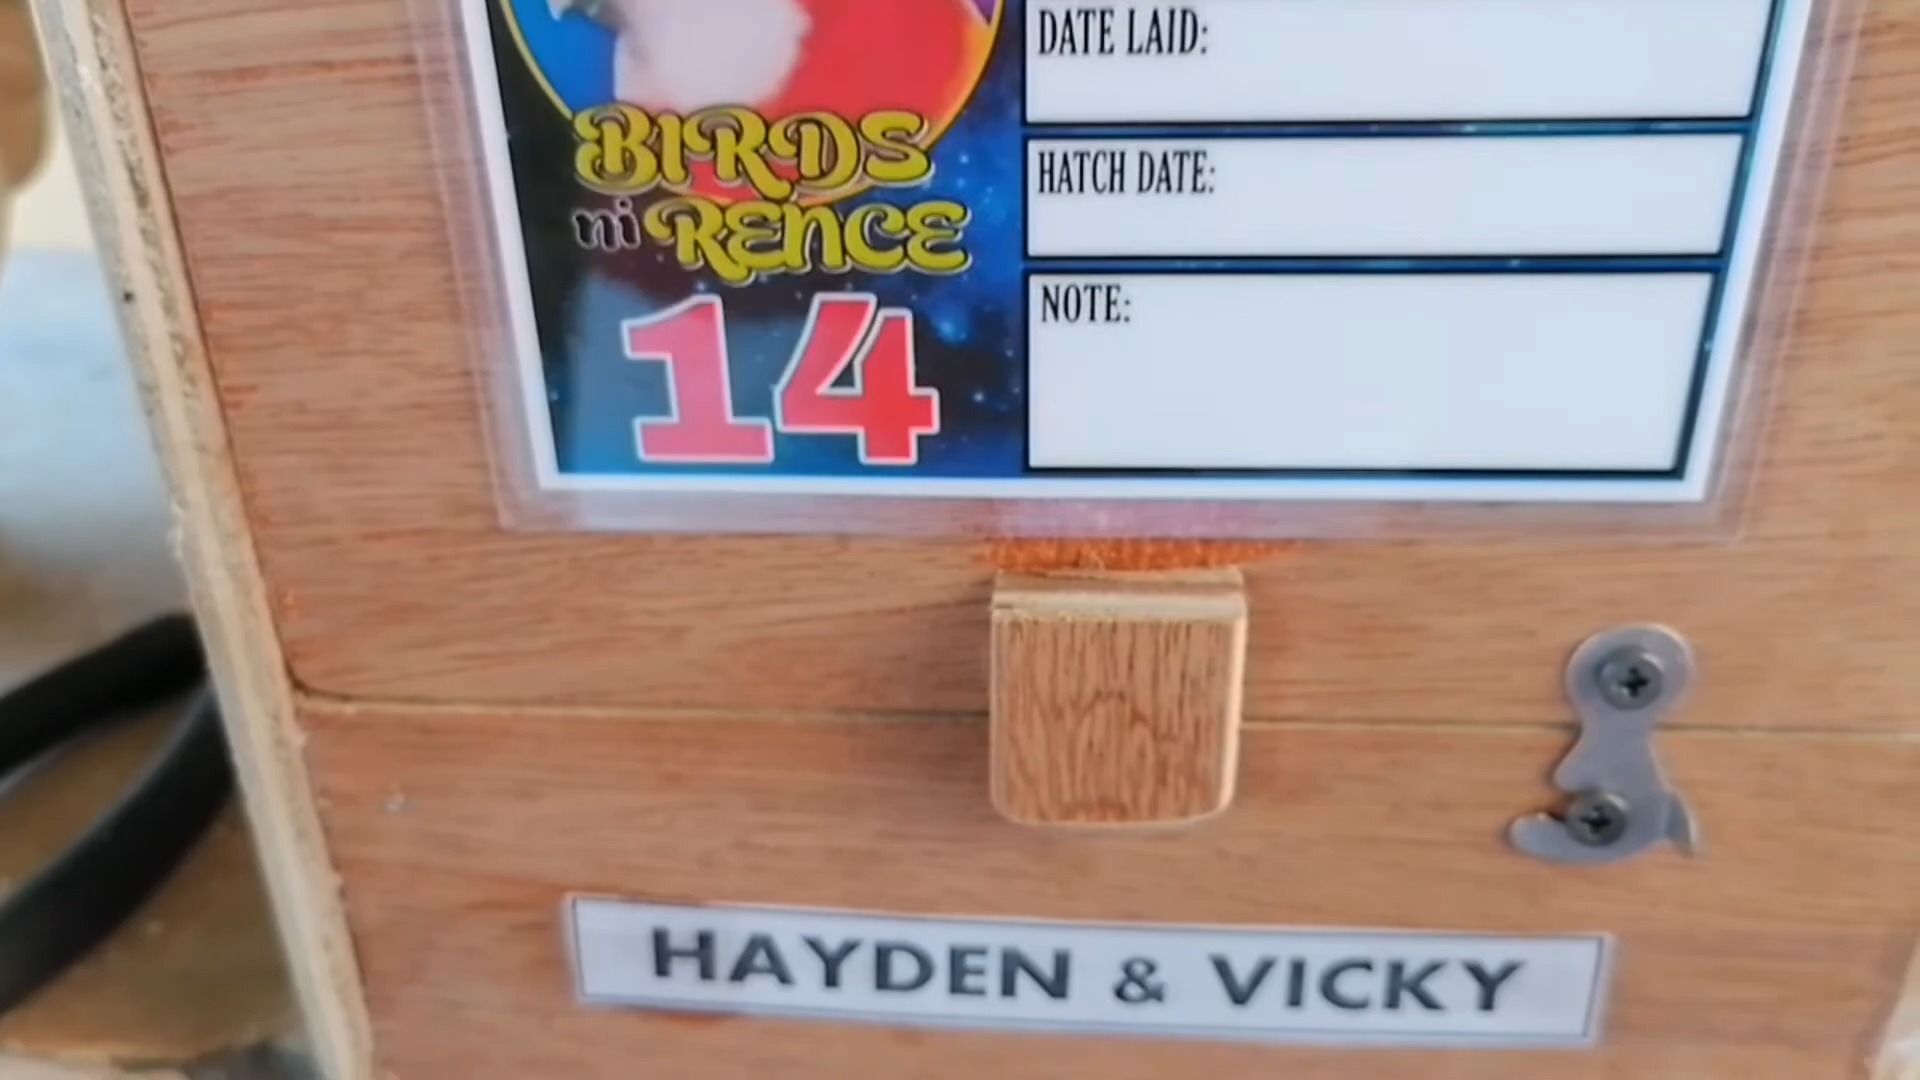 BIRDS
ni RENCE
14
DATE LAID:
HATCH DATE:
NOTE:
HAYDEN & VICKY